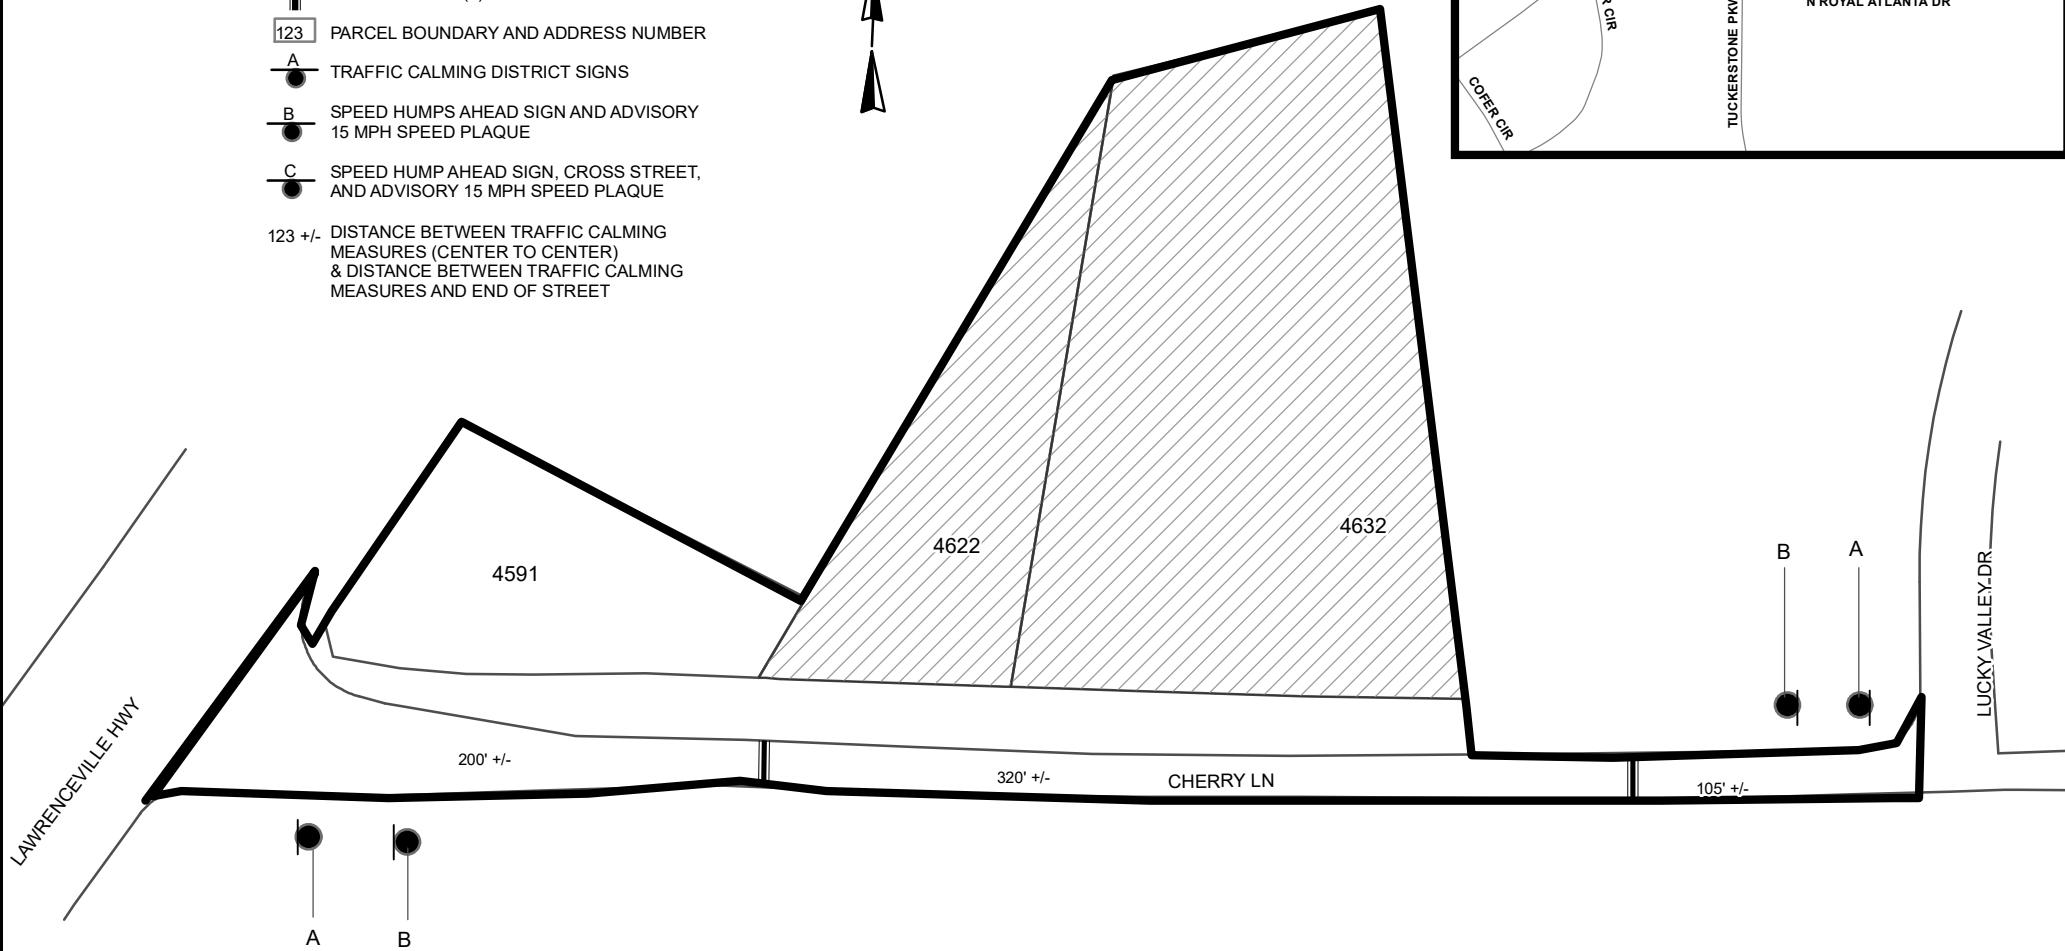 123 PARCEL BOUNDARY AND ADDRESS NUMBER
A TRAFFIC CALMING DISTRICT SIGNS
B SPEED HUMPS AHEAD SIGN AND ADVISORY
15 MPH SPEED PLAQUE
C SPEED HUMP AHEAD SIGN, CROSS STREET,
AND ADVISORY 15 MPH SPEED PLAQUE
123 +/- DISTANCE BETWEEN TRAFFIC CALMING
MEASURES (CENTER TO CENTER)
& DISTANCE BETWEEN TRAFFIC CALMING
MEASURES AND END OF STREET
N ROYAL ATLANTA DR
CIR
TUCKERSTONE PKW
COFER CIR
4632
4622
4591
B
A
LUCKY VALLEY DR
LAWRENCEVILLE HWY
200' +/-
320' +/-
CHERRY LN
105' +/-
A
B